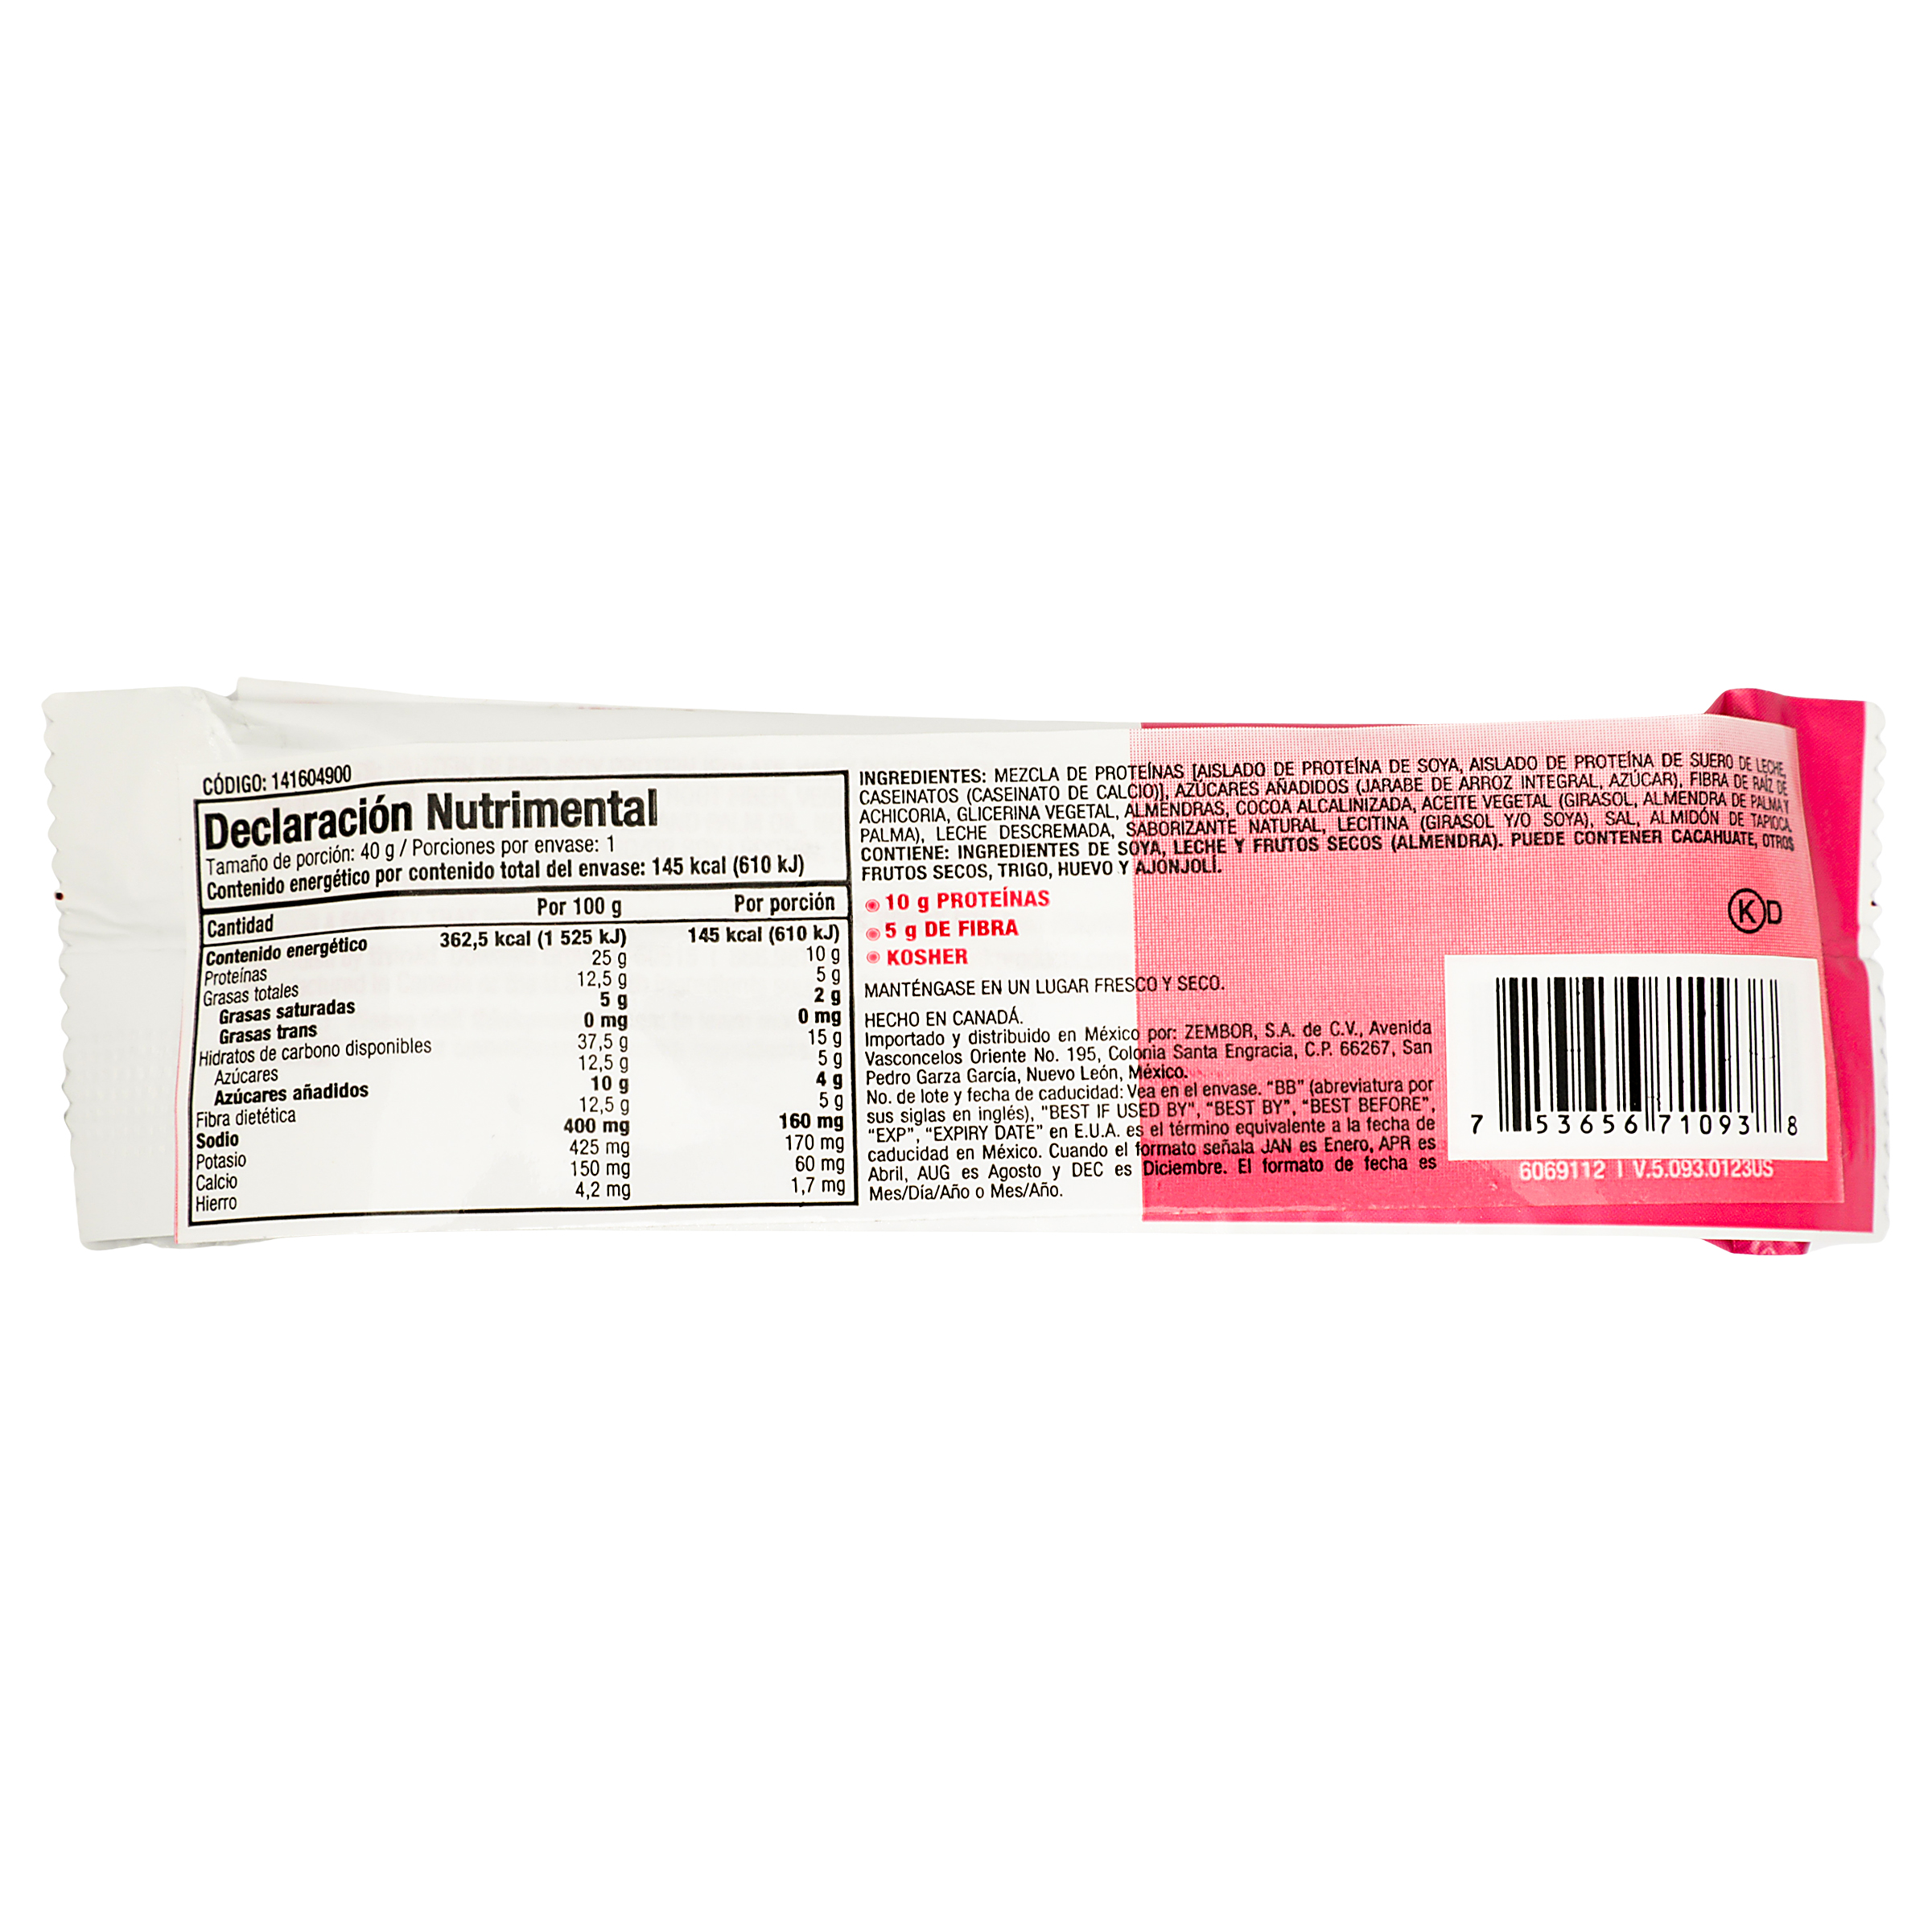 CÓDIGO: 141604900
Declaración Nutrimental
Tamaño de porción: 40 g / Porciones por envase: 1
Contenido energético por contenido total del envase: 145 kcal (610 kJ)
Cantidad Por 100 g Por porción
Contenido energético 362,5 kcal (1 525 kJ) 145 kcal (610 kJ)
Proteínas 25 g 10 g
Grasas totales 12,5 g 5 g
Grasas saturadas 5 g 2 g
Grasas trans 0 mg 0 mg
Hidratos de carbono disponibles 37,5 g 15 g
Azúcares 12,5 g 5 g
Azúcares añadidos 10 g 4 g
Fibra dietética 12,5 g 5 g
Sodio 400 mg 160 mg
Potasio 425 mg 170 mg
Calcio 150 mg 60 mg
Hierro 4,2 mg 1,7 mg
INGREDIENTES: MEZCLA DE PROTEÍNAS [AISLADO DE PROTEÍNA DE SOYA, AISLADO DE PROTEÍNA DE SUERO DE LECHE,
CASEINATOS (CASEINATO DE CALCIO)], AZÚCARES AÑADIDOS (JARABE DE ARROZ INTEGRAL, AZÚCAR), FIBRA DE RAÍZ DE
ACHICORIA, GLICERINA VEGETAL, ALMENDRAS, COCOA ALCALINIZADA, ACEITE VEGETAL (GIRASOL, ALMENDRA DE PALMA Y
PALMA), LECHE DESCREMADA, SABORIZANTE NATURAL, LECITINA (GIRASOL Y/O SOYA), SAL, ALMIDÓN DE TAPIOCA.
CONTIENE: INGREDIENTES DE SOYA, LECHE Y FRUTOS SECOS (ALMENDRA). PUEDE CONTENER CACAHUATE, OTROS
FRUTOS SECOS, TRIGO, HUEVO Y AJONJOLÍ.
10 g PROTEÍNAS
5 g DE FIBRA
KOSHER
K D
MANTÉNGASE EN UN LUGAR FRESCO Y SECO.
HECHO EN CANADÁ.
Importado y distribuido en México por: ZEMBOR, S.A. de C.V., Avenida
Vasconcelos Oriente No. 195, Colonia Santa Engracia, C.P. 66267, San
Pedro Garza García, Nuevo León, México.
No. de lote y fecha de caducidad: Vea en el envase. "BB" (abreviatura por
sus siglas en inglés), "BEST IF USED BY", "BEST BY", "BEST BEFORE",
"EXP", "EXPIRY DATE" en E.U.A. es el término equivalente a la fecha de
caducidad en México. Cuando el formato señala JAN es Enero, APR es
Abril, AUG es Agosto y DEC es Diciembre. El formato de fecha es
Mes/Día/Año o Mes/Año.
7 53656 71093 8
6069112 | V.5.093.0123US